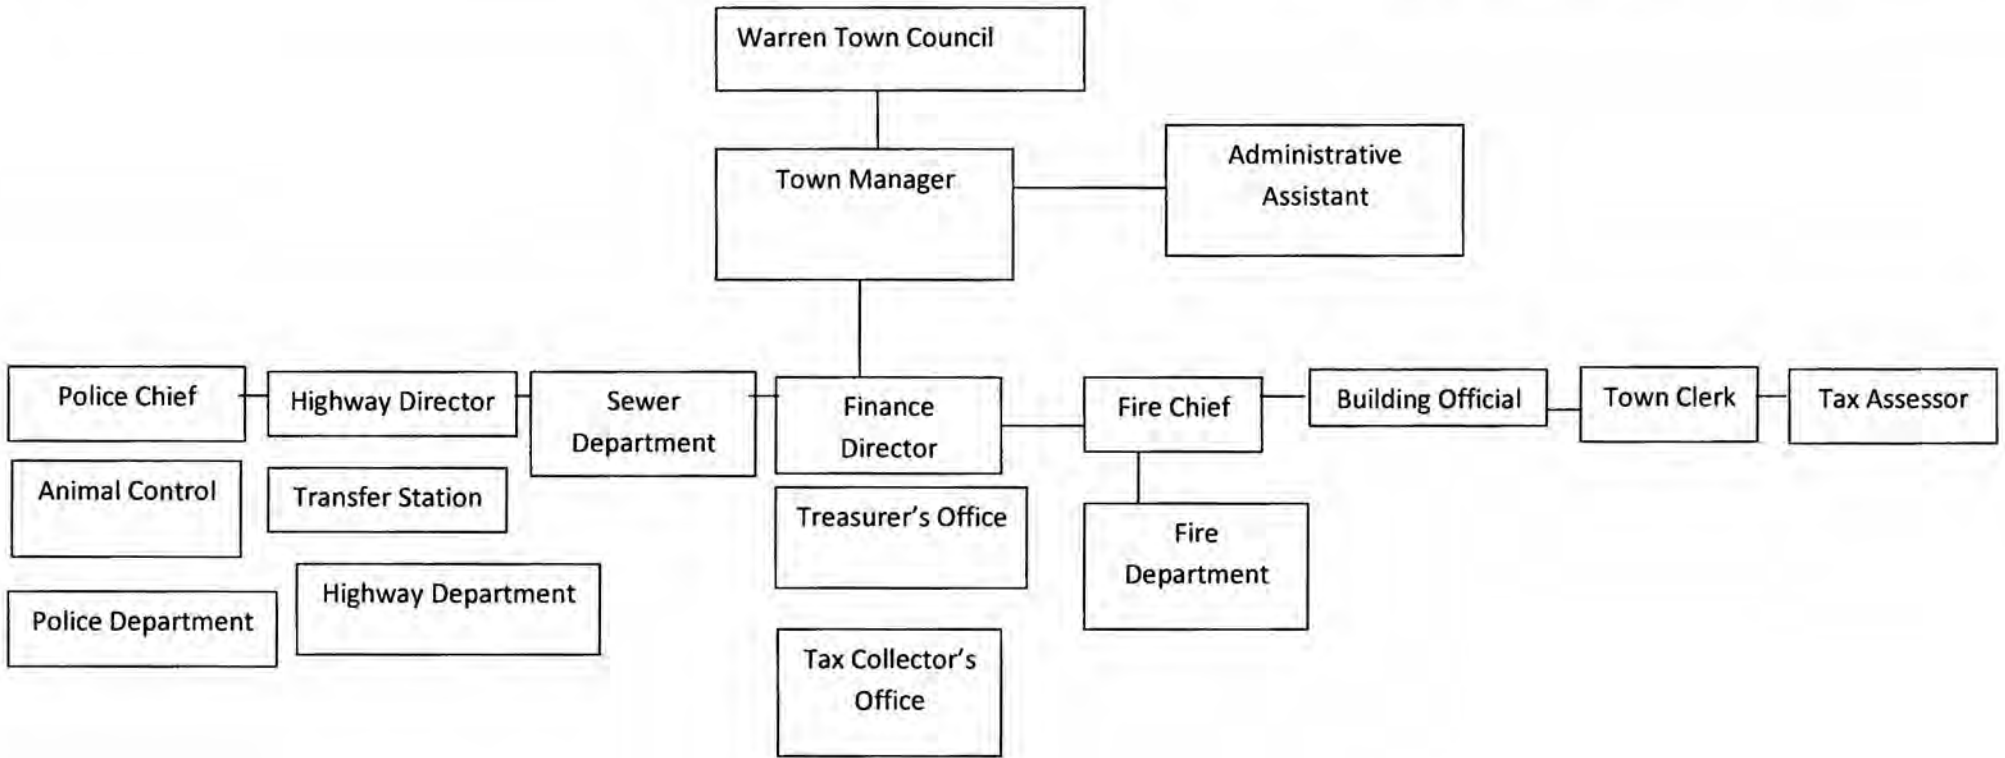 Warren Town Council
Town Manager
Administrative
Assistant
Police Chief
Highway Director
Sewer
Department
Finance
Director
Fire Chief
Building Official
Town Clerk
Tax Assessor
Animal Control
Transfer Station
Treasurer's Office
Fire
Department
Police Department
Highway Department
Tax Collector's
Office